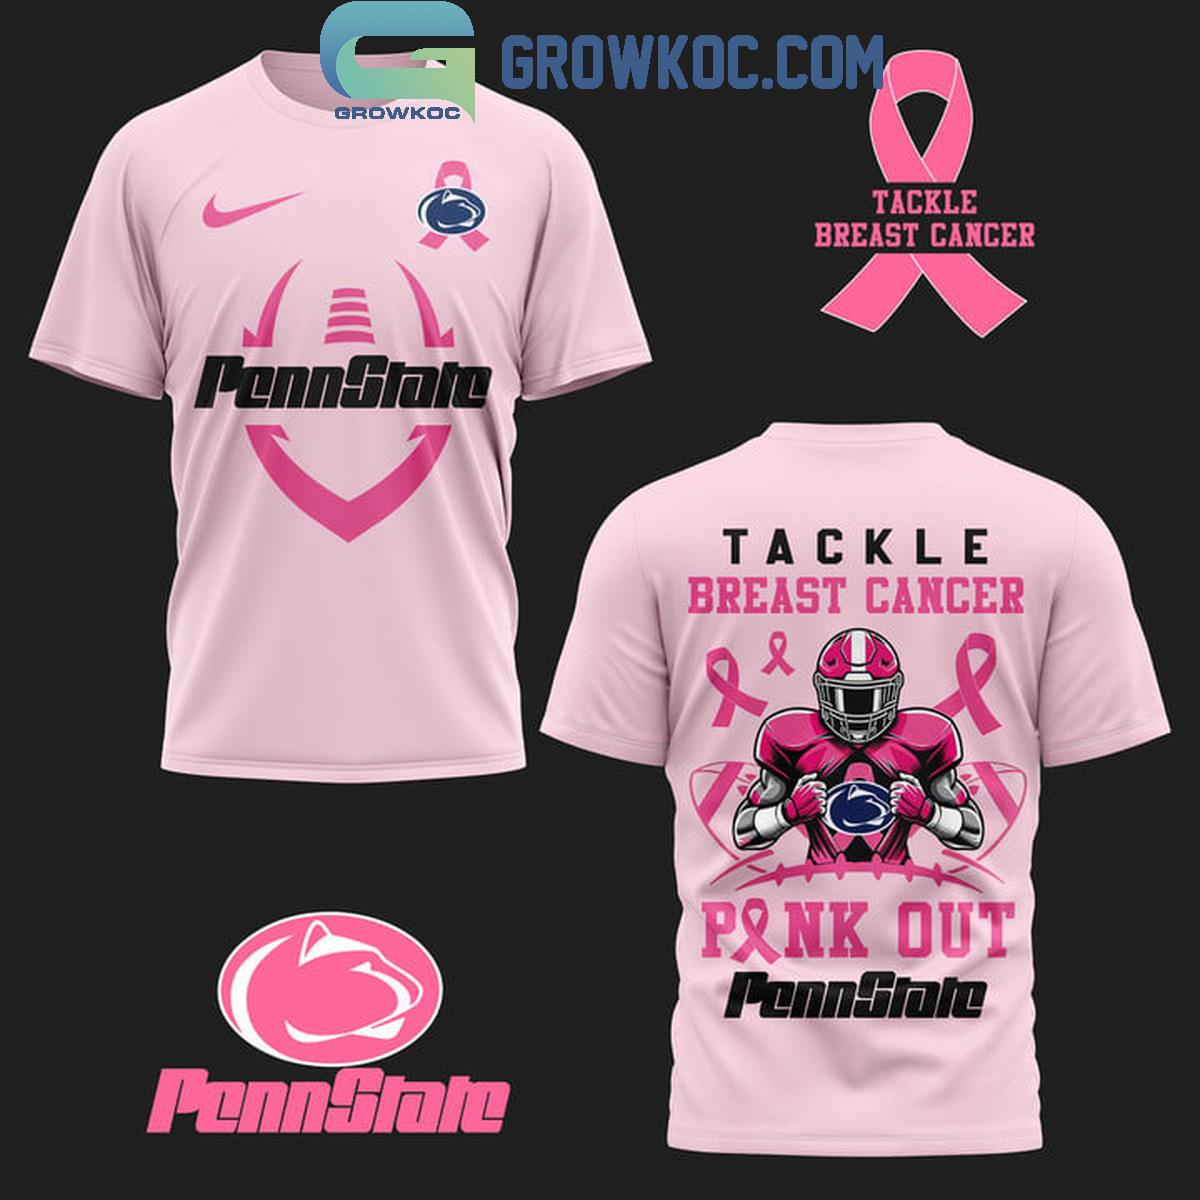 GROWKOC
GROWKOC.COM
TACKLE
BREAST CANCER
PennState
TACKLE
BREAST CANCER
PINK OUT
PennState
PennState